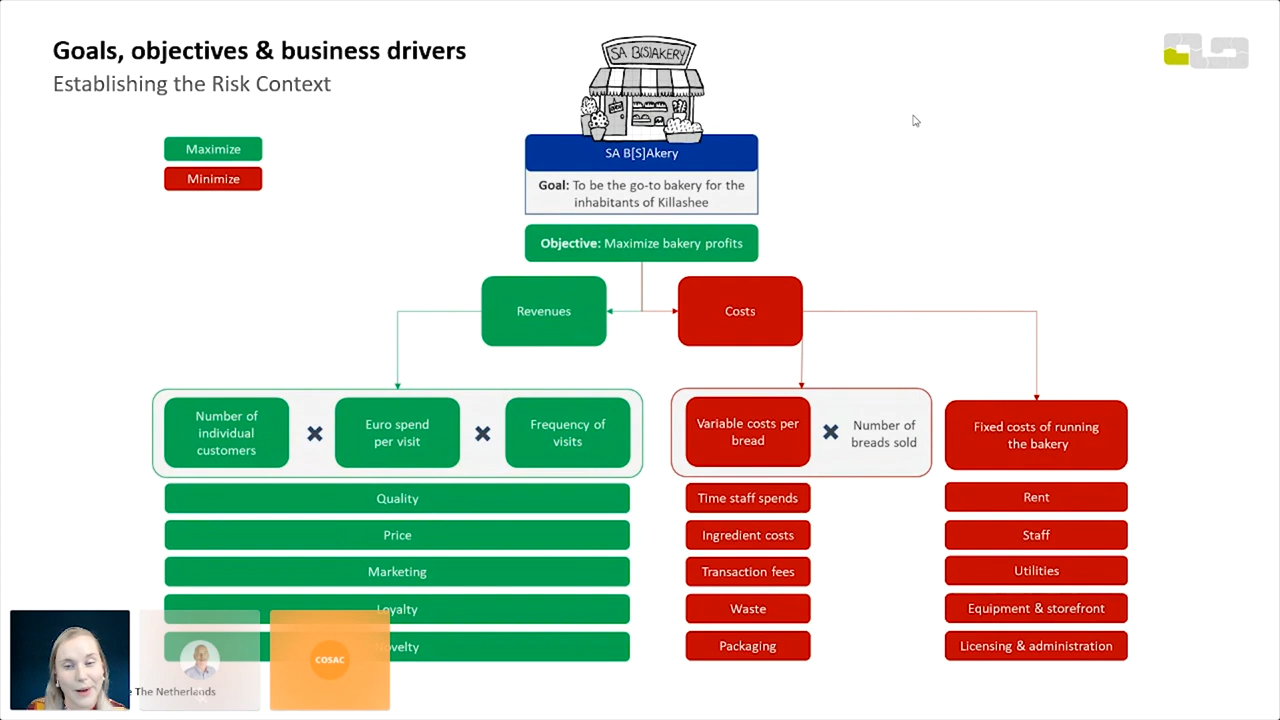 Goals, objectives & business drivers
Establishing the Risk Context
SA B(S)AKERY
Maximize
Minimize
SA B[S]Akery
Goal: To be the go-to bakery for the
inhabitants of Killashee
Objective: Maximize bakery profits
Revenues
Costs
Number of
individual
customers
Euro spend
per visit
Frequency of
visits
Variable costs per
bread
Number of
breads sold
Fixed costs of running
the bakery
Quality
Price
Marketing
Loyalty
Novelty
Time staff spends
Ingredient costs
Transaction fees
Waste
Packaging
Rent
Staff
Utilities
Equipment & storefront
Licensing & administration
COSAC
The Netherlands